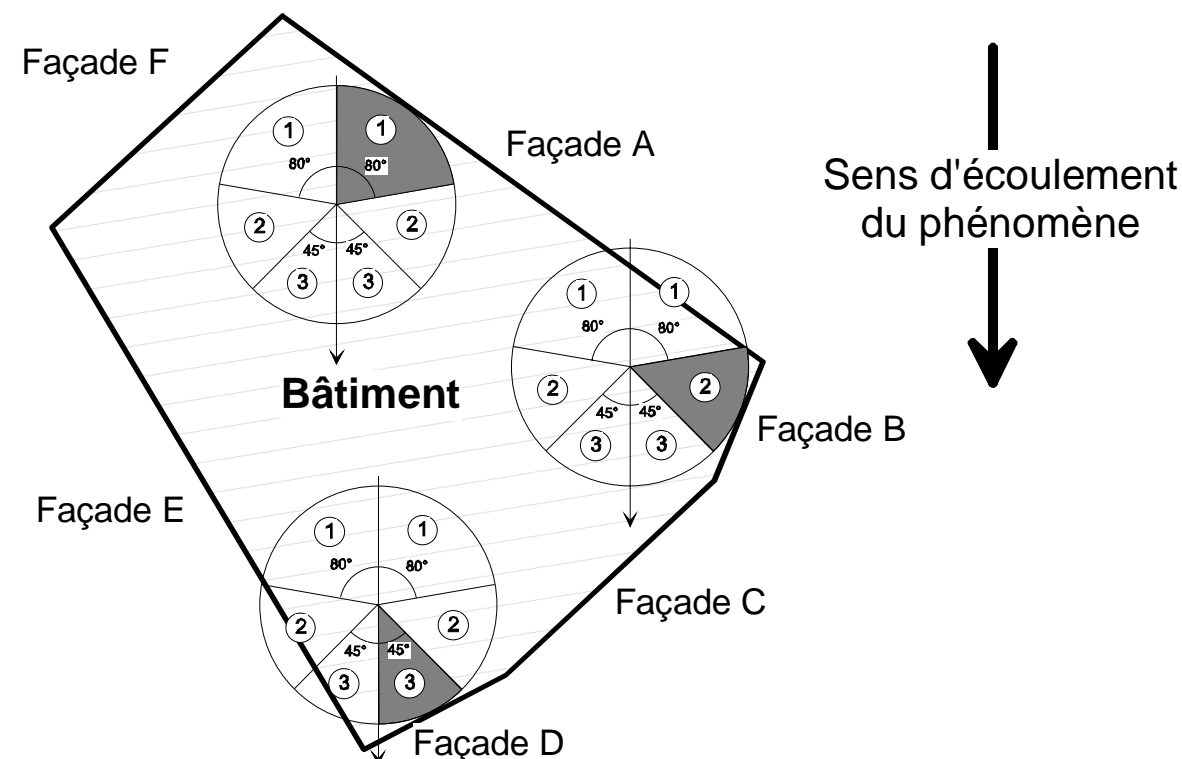 Façade F
Façade A
Sens d'écoulement
du phénomène
1 1
80° 80°
2 2
45° 45°
3 3
Bâtiment
1 1
80° 80°
2 2
45° 45°
3 3
Façade B
Façade E
1 1
80° 80°
2 2
45° 45°
3 3
Façade C
Façade D